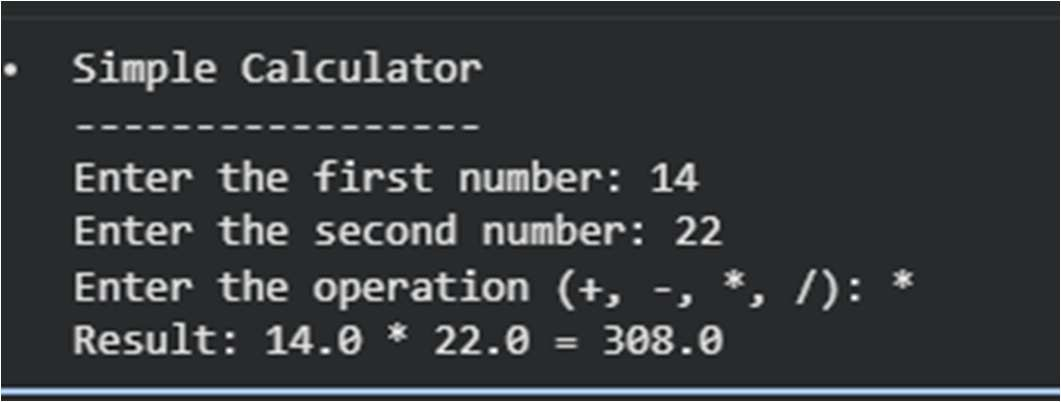 • Simple Calculator
-----------------
Enter the first number: 14
Enter the second number: 22
Enter the operation (+, -, *, /): *
Result: 14.0 * 22.0 = 308.0